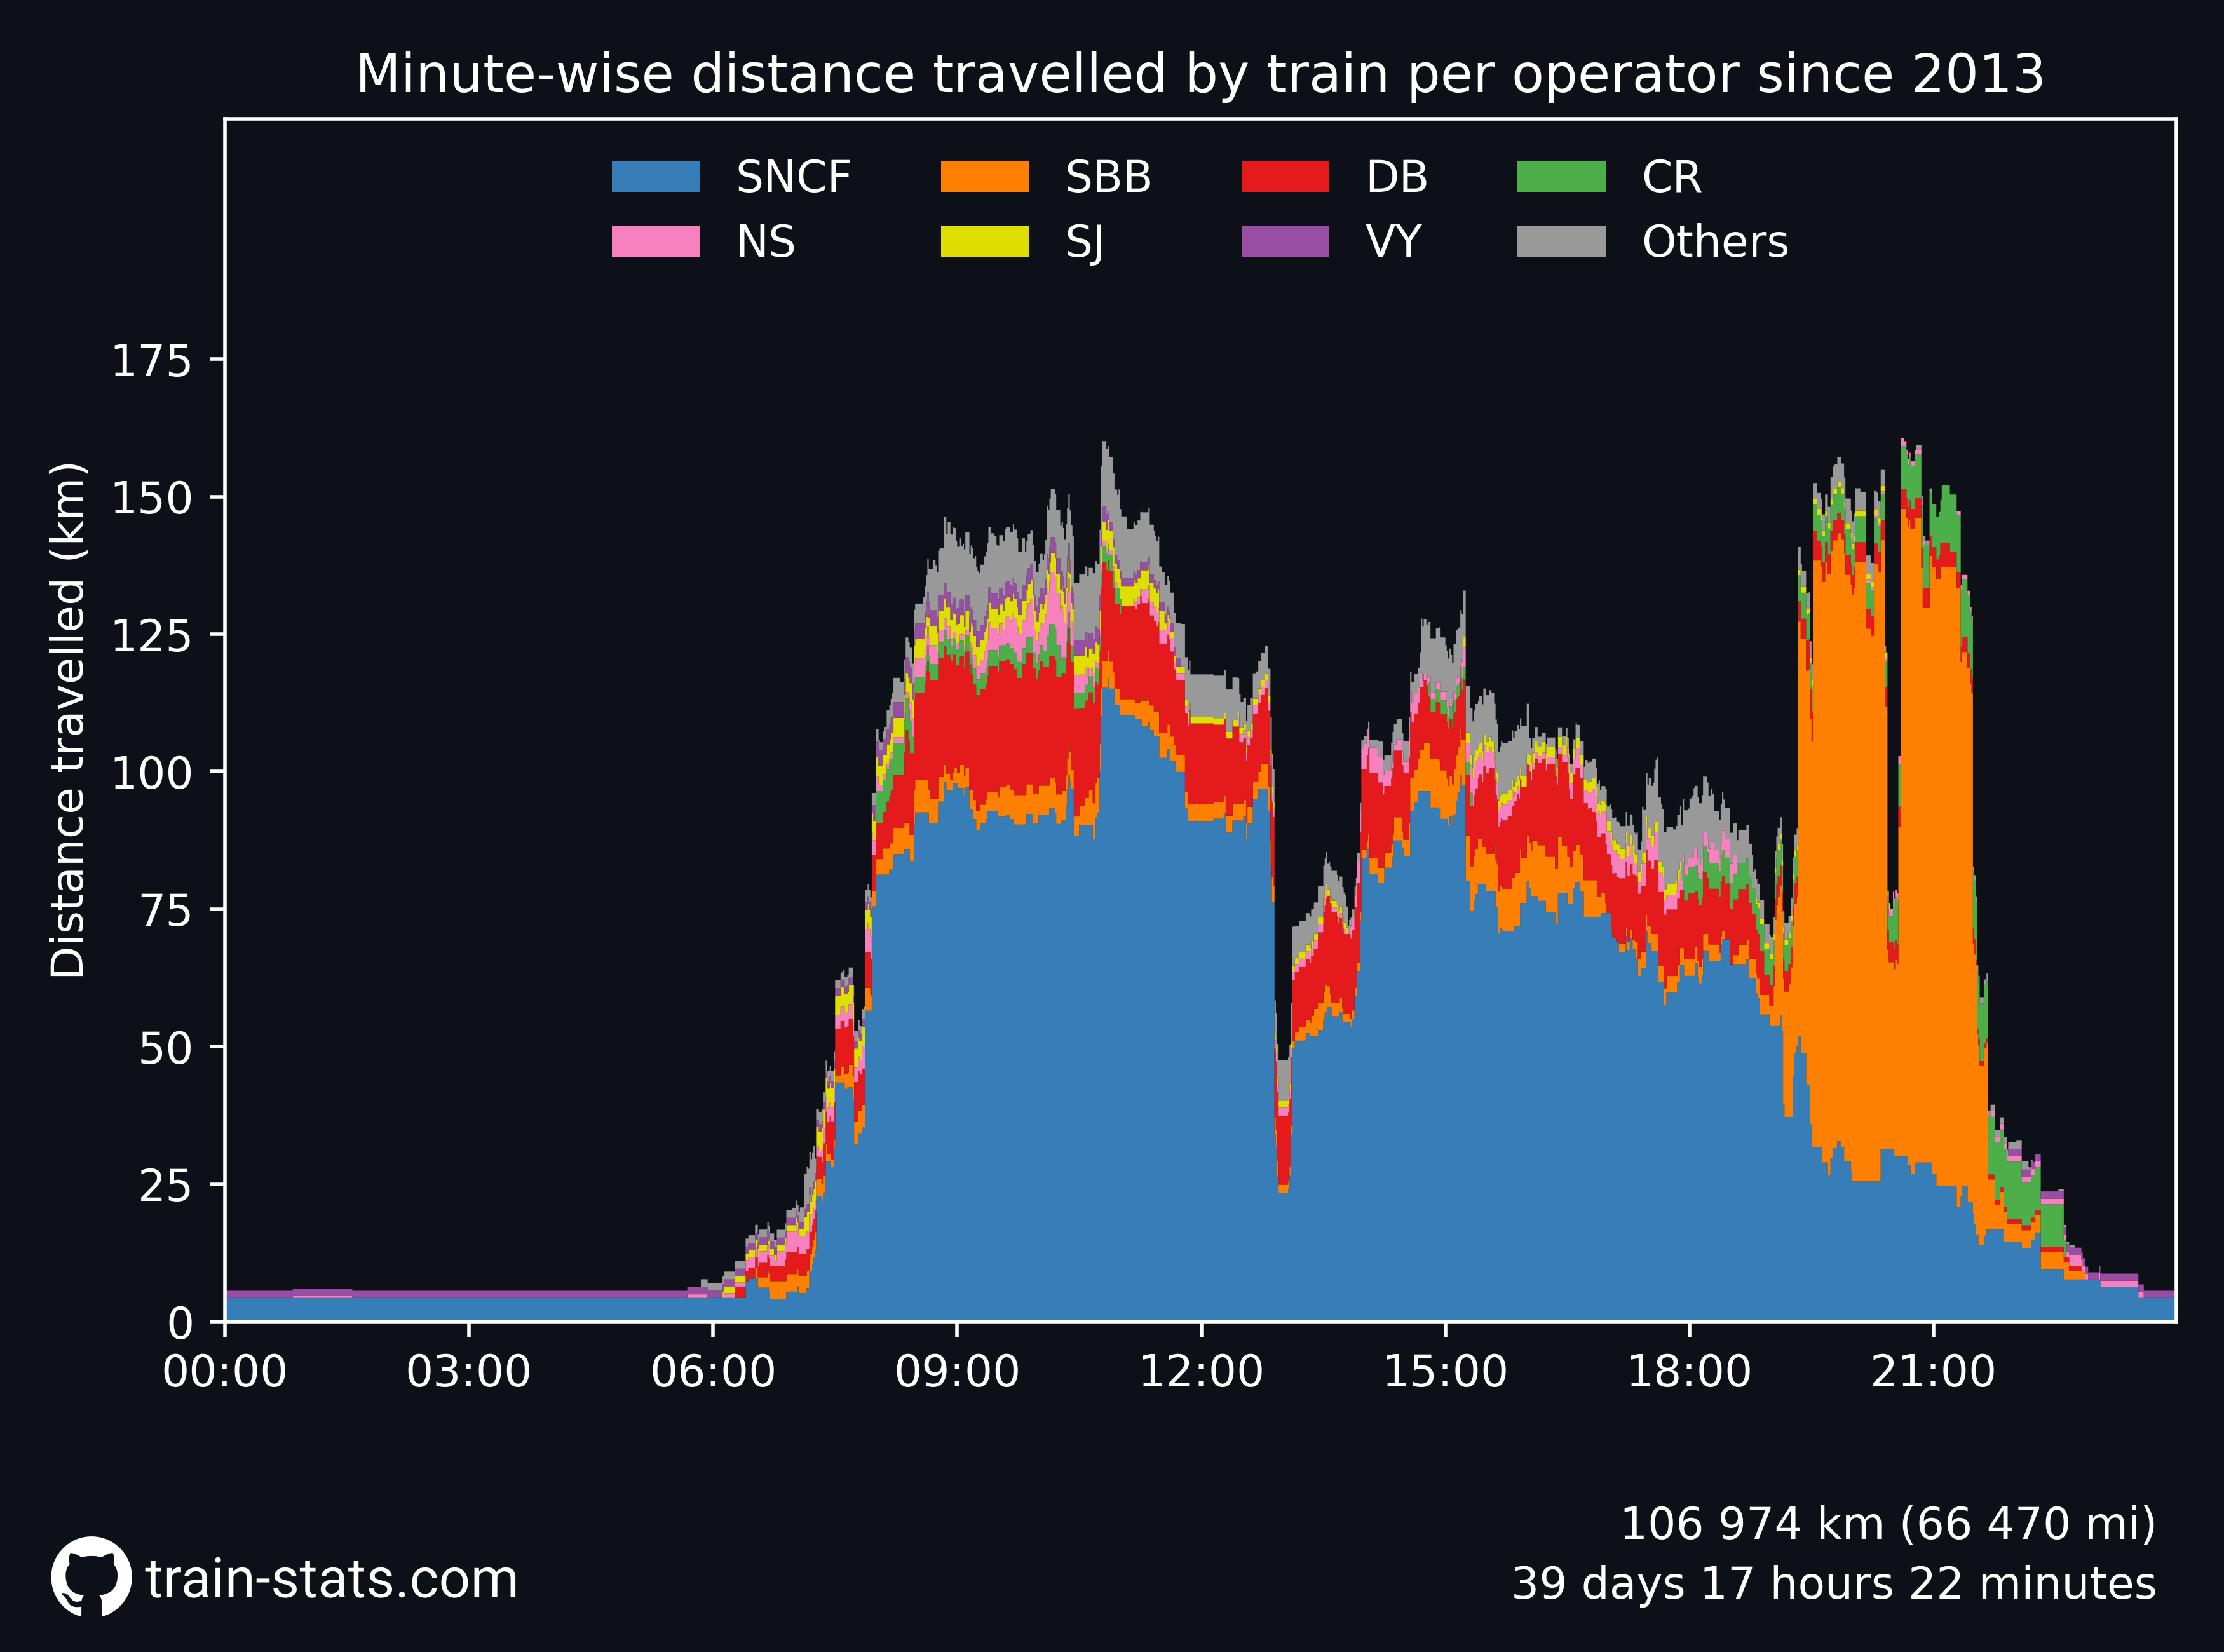 Minute-wise distance travelled by train per operator since 2013
SNCF SBB DB CR
NS SJ VY Others
Distance travelled (km)
175
150
125
100
75
50
25
0
00:00 03:00 06:00 09:00 12:00 15:00 18:00 21:00
106 974 km (66 470 mi)
train-stats.com
39 days 17 hours 22 minutes